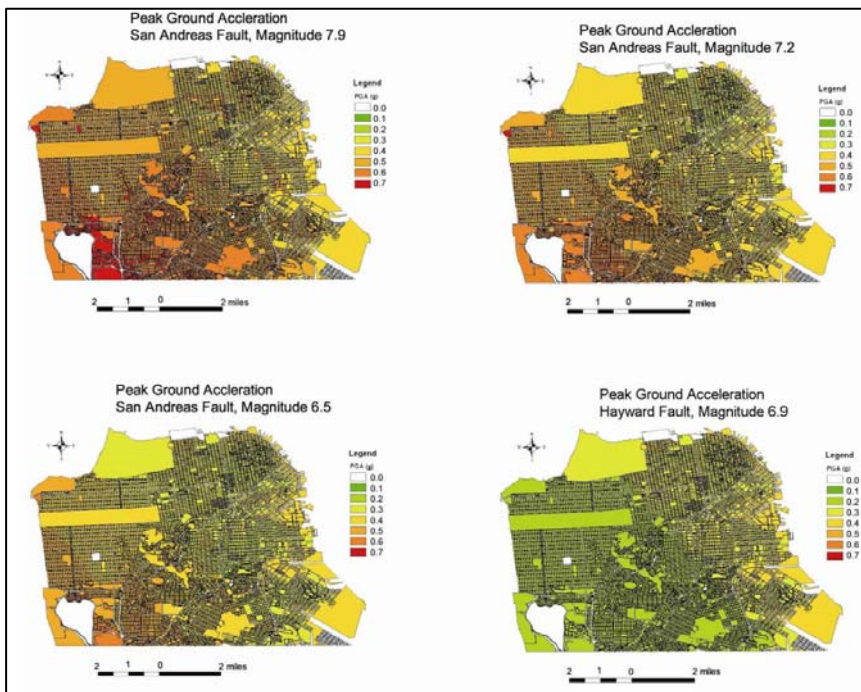 Peak Ground Accleration
San Andreas Fault, Magnitude 7.9
Legend
PGA (g)
0.0
0.1
0.2
0.3
0.4
0.5
0.6
0.7
2 1 0 2 miles
Peak Ground Accleration
San Andreas Fault, Magnitude 7.2
Legend
PGA (g)
0.0
0.1
0.2
0.3
0.4
0.5
0.6
0.7
2 1 0 2 miles
Peak Ground Accleration
San Andreas Fault, Magnitude 6.5
Legend
PGA (g)
0.0
0.1
0.2
0.3
0.4
0.5
0.6
0.7
2 1 0 2 miles
Peak Ground Acceleration
Hayward Fault, Magnitude 6.9
Legend
PGA (g)
0.0
0.1
0.2
0.3
0.4
0.5
0.6
0.7
2 1 0 2 miles